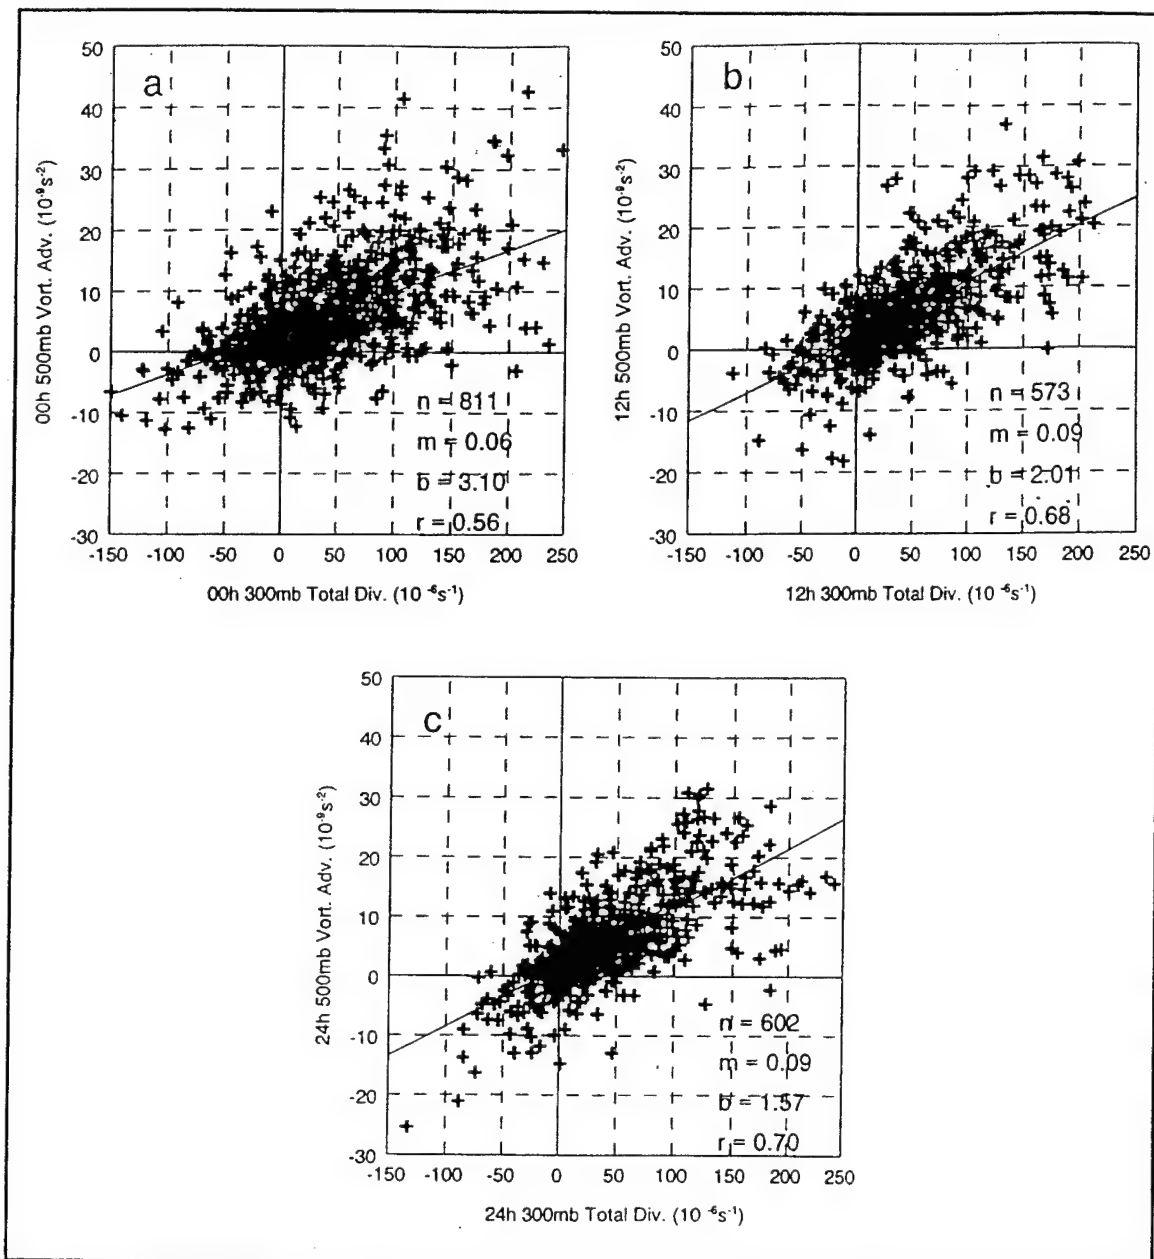 a
50
40
30
20
10
0
-10
-20
-30
00h 500mb Vort. Adv. (10⁻⁹s⁻²)
n = 811
m = 0.06
b = 3.10
r = 0.56
-150 -100 -50 0 50 100 150 200 250
00h 300mb Total Div. (10⁻⁶s⁻¹)
b
50
40
30
20
10
0
-10
-20
-30
12h 500mb Vort. Adv. (10⁻⁹s⁻²)
n = 573
m = 0.09
b = 2.01
r = 0.68
-150 -100 -50 0 50 100 150 200 250
12h 300mb Total Div. (10⁻⁶s⁻¹)
c
50
40
30
20
10
0
-10
-20
-30
24h 500mb Vort. Adv. (10⁻⁹s⁻²)
n = 602
m = 0.09
b = 1.57
r = 0.70
-150 -100 -50 0 50 100 150 200 250
24h 300mb Total Div. (10⁻⁶s⁻¹)